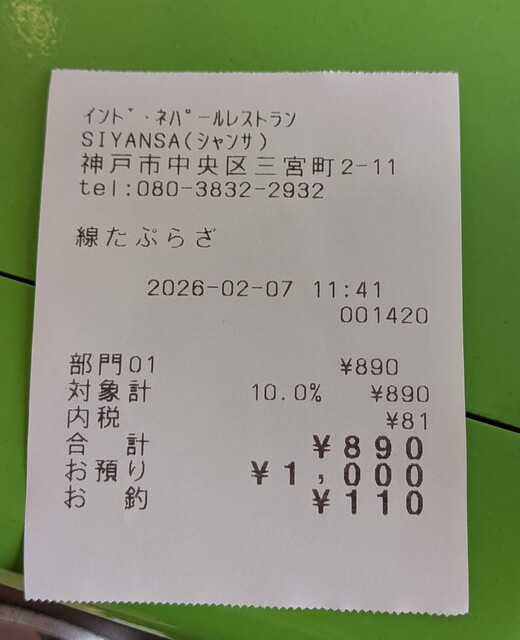 インド・ネパールレストラン
SIYANSA(シャンサ)
神戸市中央区三宮町2-11
tel:080-3832-2932
線たぷらざ
2026-02-07 11:41
001420
部門01 ¥890
対象計 10.0% ¥890
内税 ¥81
合 計 ¥890
お預り ¥1,000
お 釣 ¥110